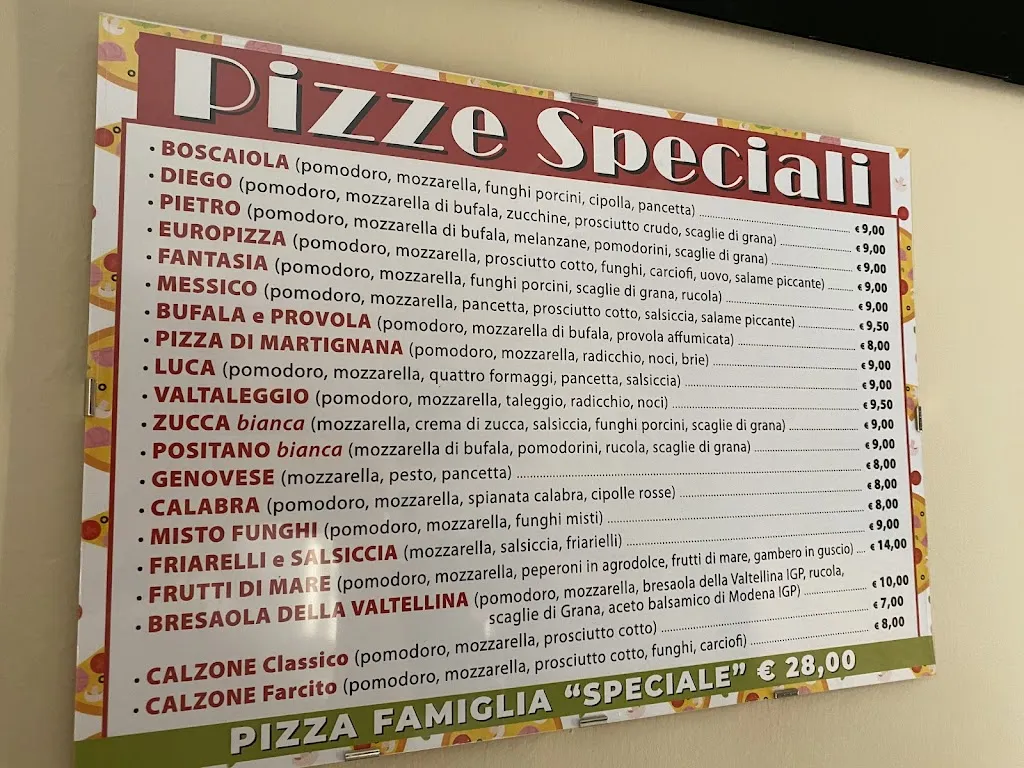 Pizze Speciali
• BOSCAIOLA (pomodoro, mozzarella, funghi porcini, cipolla, pancetta) € 9,00
• DIEGO (pomodoro, mozzarella di bufala, zucchine, prosciutto crudo, scaglie di grana) € 9,00
• PIETRO (pomodoro, mozzarella di bufala, melanzane, pomodorini, scaglie di grana) € 9,00
• EUROPIZZA (pomodoro, mozzarella, prosciutto cotto, funghi, carciofi, uovo, salame piccante) € 9,00
• FANTASIA (pomodoro, mozzarella, funghi porcini, scaglie di grana, rucola) € 9,00
• MESSICO (pomodoro, mozzarella, pancetta, prosciutto cotto, salsiccia, salame piccante) € 9,50
• BUFALA e PROVOLA (pomodoro, mozzarella di bufala, provola affumicata) € 8,00
• PIZZA DI MARTIGNANA (pomodoro, mozzarella, radicchio, noci, brie) € 9,00
• LUCA (pomodoro, mozzarella, quattro formaggi, pancetta, salsiccia) € 9,00
• VALTALEGGIO (pomodoro, mozzarella, taleggio, radicchio, noci) € 9,50
• ZUCCA bianca (mozzarella, crema di zucca, salsiccia, funghi porcini, scaglie di grana) € 9,00
• POSITANO bianca (mozzarella di bufala, pomodorini, rucola, scaglie di grana) € 9,00
• GENOVESE (mozzarella, pesto, pancetta) € 8,00
• CALABRA (pomodoro, mozzarella, spianata calabra, cipolle rosse) € 8,00
• MISTO FUNGHI (pomodoro, mozzarella, funghi misti) € 8,00
• FRIARELLI e SALSICCIA (mozzarella, salsiccia, friarielli) € 9,00
• FRUTTI DI MARE (pomodoro, mozzarella, peperoni in agrodolce, frutti di mare, gambero in guscio) € 14,00
• BRESAOLA DELLA VALTELLINA (pomodoro, mozzarella, bresaola della Valtellina IGP, rucola,
scaglie di Grana, aceto balsamico di Modena IGP) € 10,00
• CALZONE Classico (pomodoro, mozzarella, prosciutto cotto) € 7,00
• CALZONE Farcito (pomodoro, mozzarella, prosciutto cotto, funghi, carciofi) € 8,00
PIZZA FAMIGLIA “SPECIALE” € 28,00